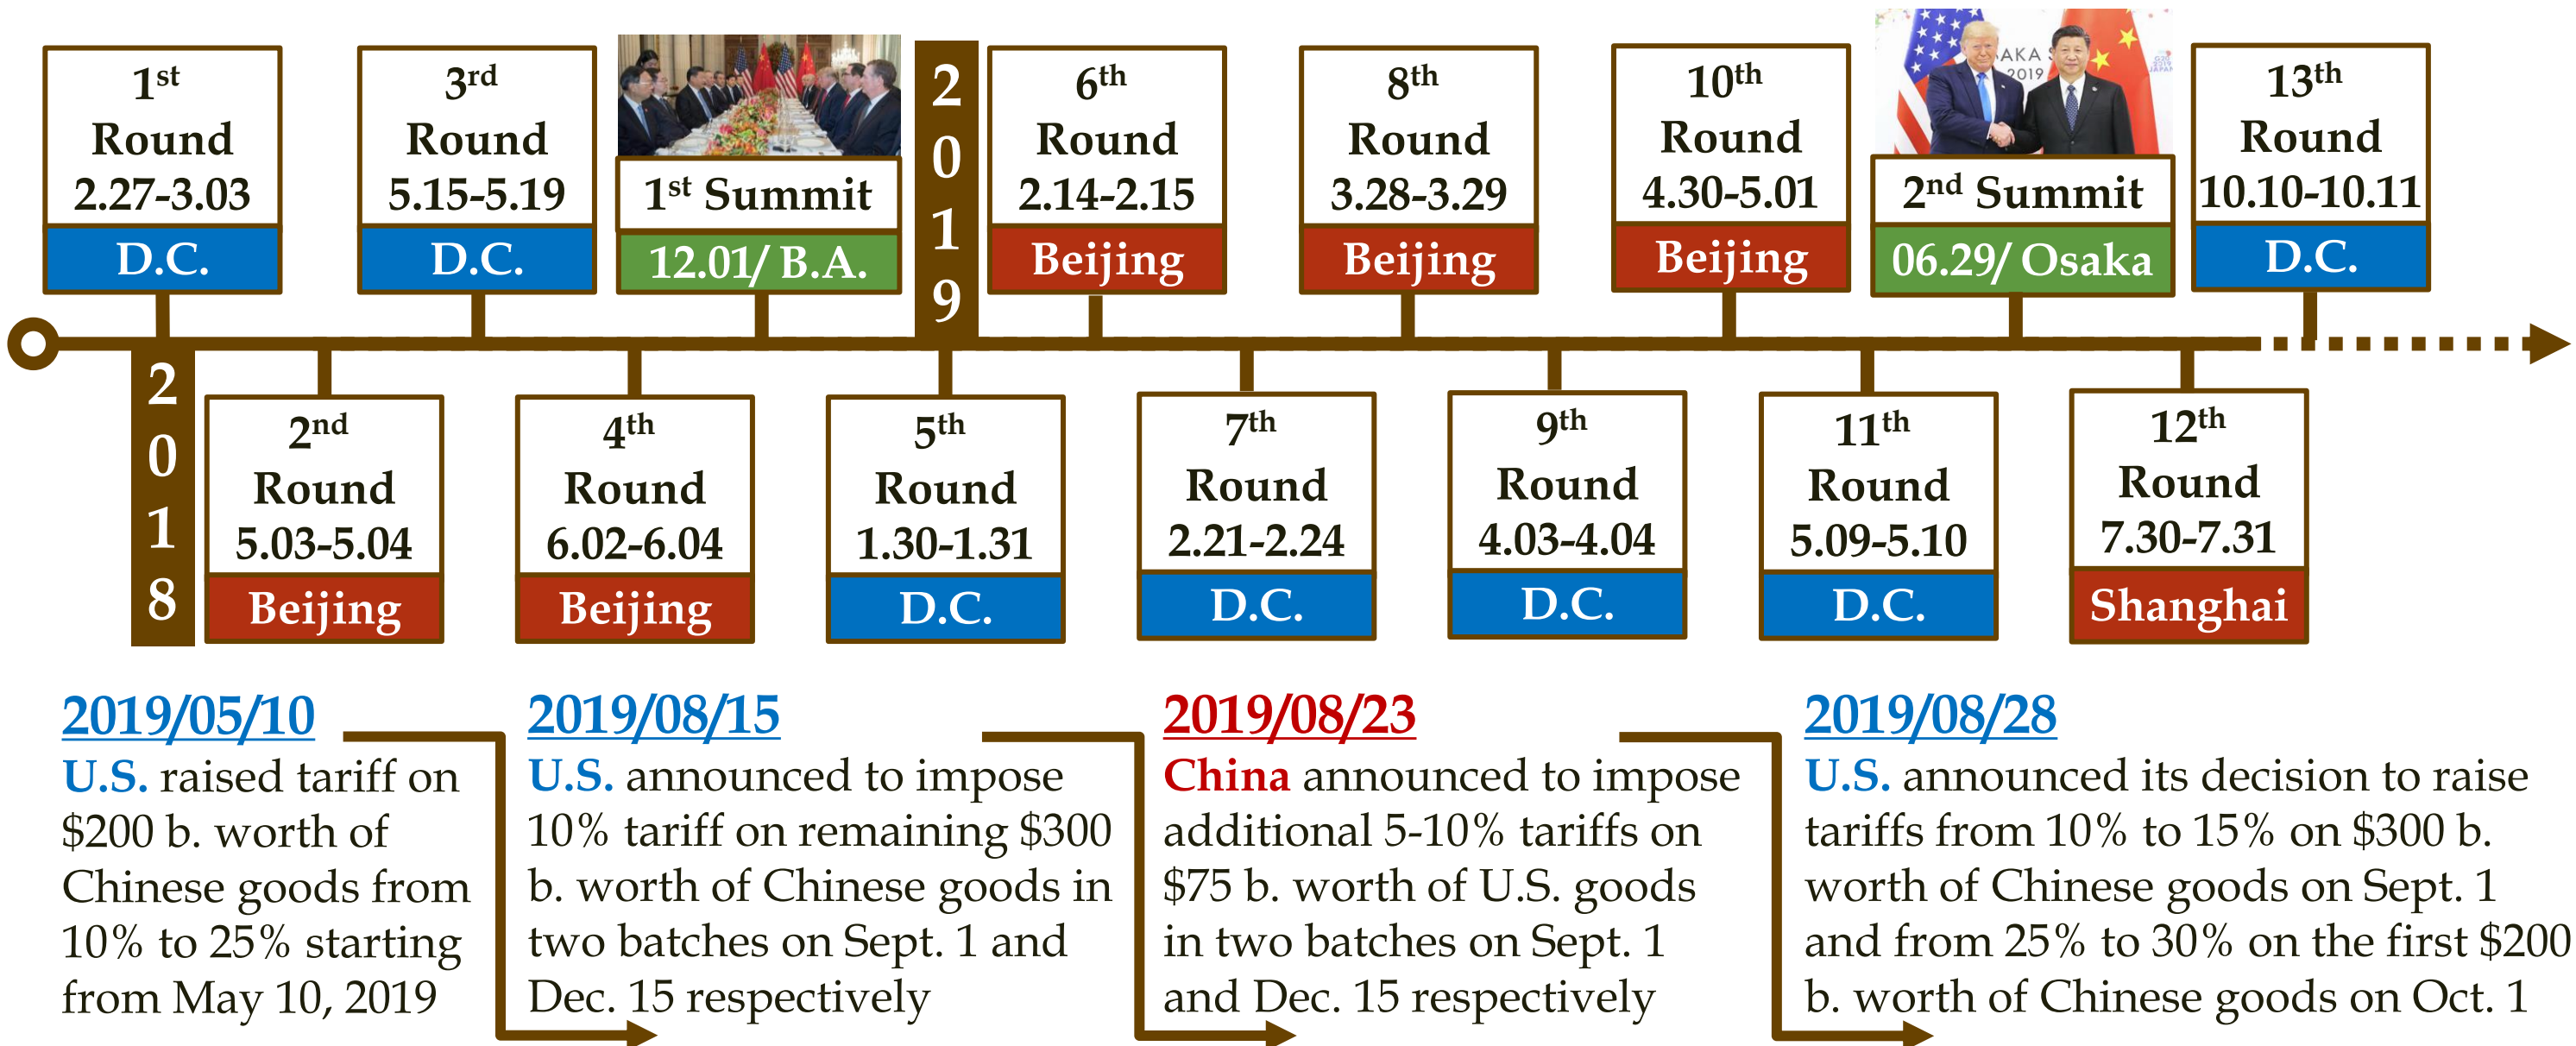 1st
Round
2.27-3.03
D.C.
3rd
Round
5.15-5.19
D.C.
1st Summit
12.01/ B.A.
2019
6th
Round
2.14-2.15
Beijing
8th
Round
3.28-3.29
Beijing
10th
Round
4.30-5.01
Beijing
AKA S
2019
2nd Summit
06.29/ Osaka
13th
Round
10.10-10.11
D.C.
2018
2nd
Round
5.03-5.04
Beijing
4th
Round
6.02-6.04
Beijing
5th
Round
1.30-1.31
D.C.
7th
Round
2.21-2.24
D.C.
9th
Round
4.03-4.04
D.C.
11th
Round
5.09-5.10
D.C.
12th
Round
7.30-7.31
Shanghai
2019/05/10
U.S. raised tariff on
$200 b. worth of
Chinese goods from
10% to 25% starting
from May 10, 2019
2019/08/15
U.S. announced to impose
10% tariff on remaining $300
b. worth of Chinese goods in
two batches on Sept. 1 and
Dec. 15 respectively
2019/08/23
China announced to impose
additional 5-10% tariffs on
$75 b. worth of U.S. goods
in two batches on Sept. 1
and Dec. 15 respectively
2019/08/28
U.S. announced its decision to raise
tariffs from 10% to 15% on $300 b.
worth of Chinese goods on Sept. 1
and from 25% to 30% on the first $200
b. worth of Chinese goods on Oct. 1